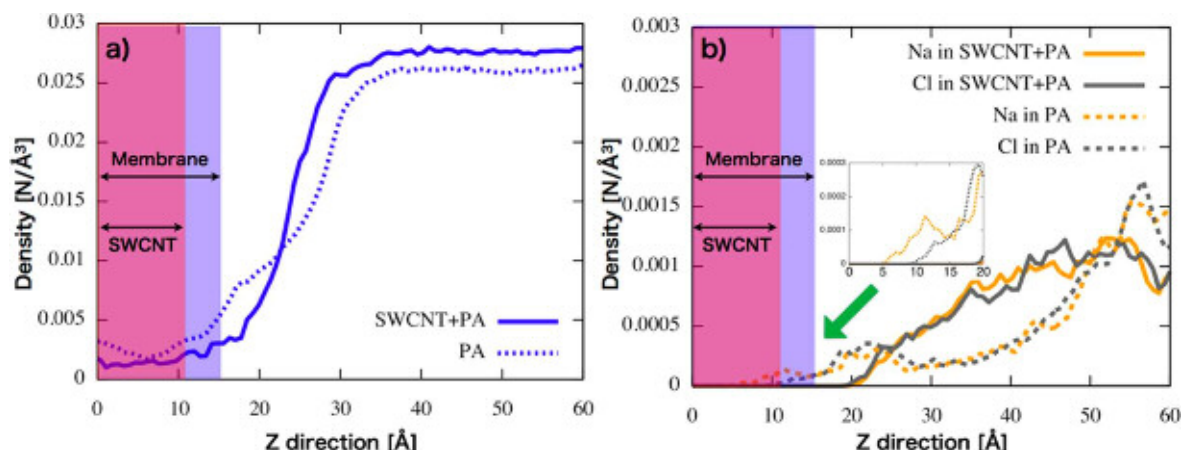 a)
0.03
0.025
0.02
0.015
0.01
0.005
0
Density [N/Å³]
Membrane
SWCNT
SWCNT+PA
PA
0 10 20 30 40 50 60
Z direction [Å]
b)
0.003
0.0025
0.002
0.0015
0.001
0.0005
0
Density [N/Å³]
Na in SWCNT+PA
Cl in SWCNT+PA
Na in PA
Cl in PA
Membrane
SWCNT
0.0003
0.0002
0.0001
0
0 5 10 15 20
0 10 20 30 40 50 60
Z direction [Å]